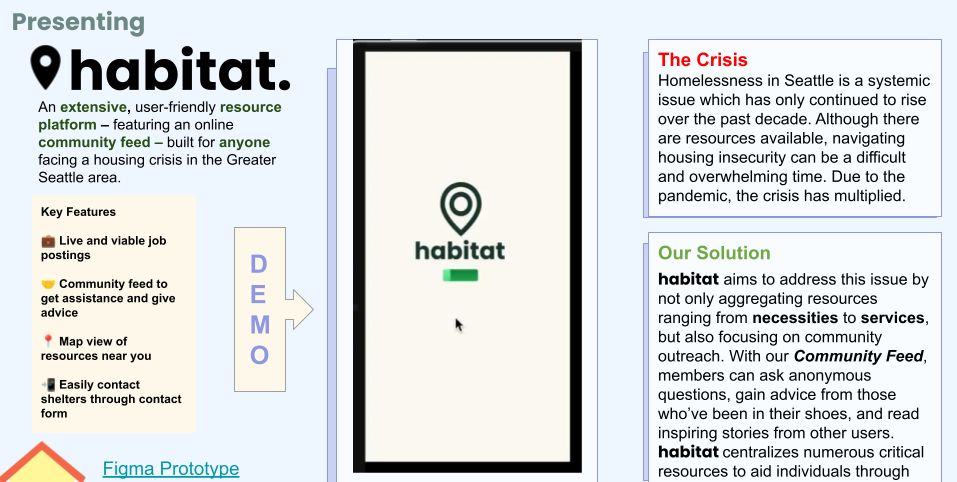 Presenting
habitat.
An extensive, user-friendly resource
platform – featuring an online
community feed – built for anyone
facing a housing crisis in the Greater
Seattle area.
Key Features
💼 Live and viable job
postings
🤝 Community feed to
get assistance and give
advice
📍 Map view of
resources near you
📲 Easily contact
shelters through contact
form
Figma Prototype
D
E
M
O
habitat
The Crisis
Homelessness in Seattle is a systemic
issue which has only continued to rise
over the past decade. Although there
are resources available, navigating
housing insecurity can be a difficult
and overwhelming time. Due to the
pandemic, the crisis has multiplied.
Our Solution
habitat aims to address this issue by
not only aggregating resources
ranging from necessities to services,
but also focusing on community
outreach. With our Community Feed,
members can ask anonymous
questions, gain advice from those
who've been in their shoes, and read
inspiring stories from other users.
habitat centralizes numerous critical
resources to aid individuals through